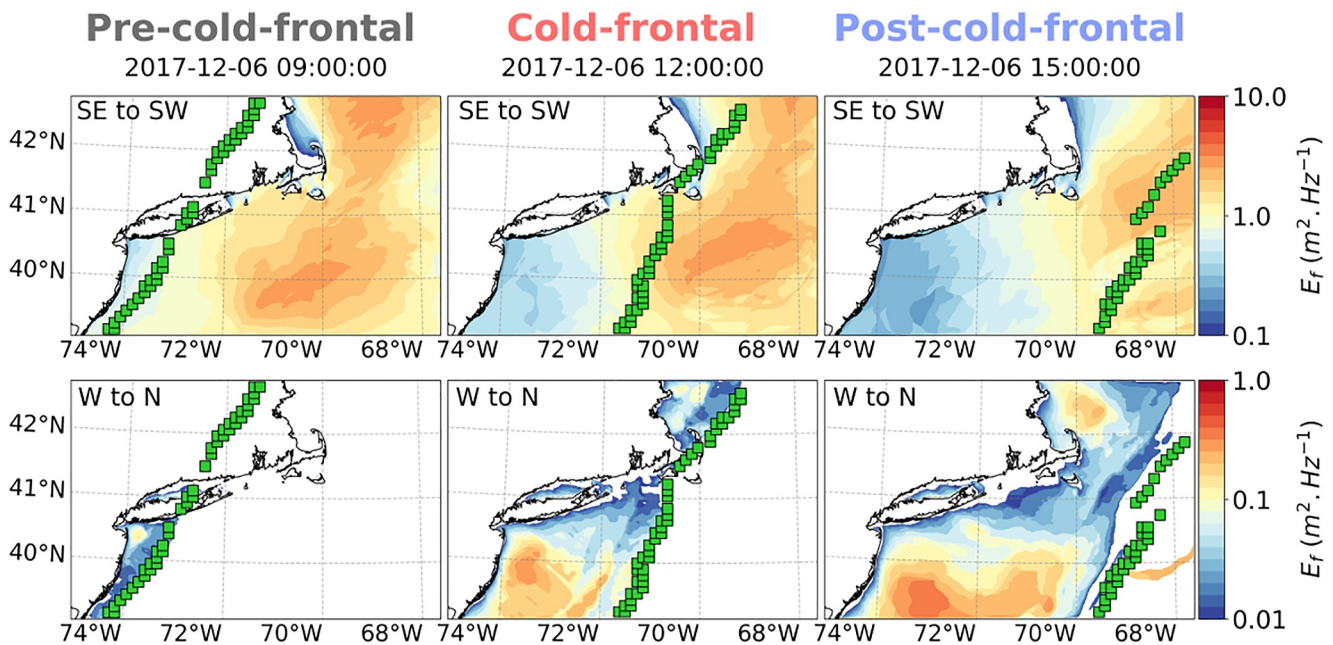 Pre-cold-frontal Cold-frontal Post-cold-frontal
2017-12-06 09:00:00 2017-12-06 12:00:00 2017-12-06 15:00:00
SE to SW SE to SW SE to SW 10.0
42°N
41°N 1.0
40°N
E_f (m².Hz⁻¹)
0.1
74°W 72°W 70°W 68°W 74°W 72°W 70°W 68°W 74°W 72°W 70°W 68°W
W to N W to N W to N 1.0
42°N
41°N 0.1
40°N
E_f (m².Hz⁻¹)
0.01
74°W 72°W 70°W 68°W 74°W 72°W 70°W 68°W 74°W 72°W 70°W 68°W